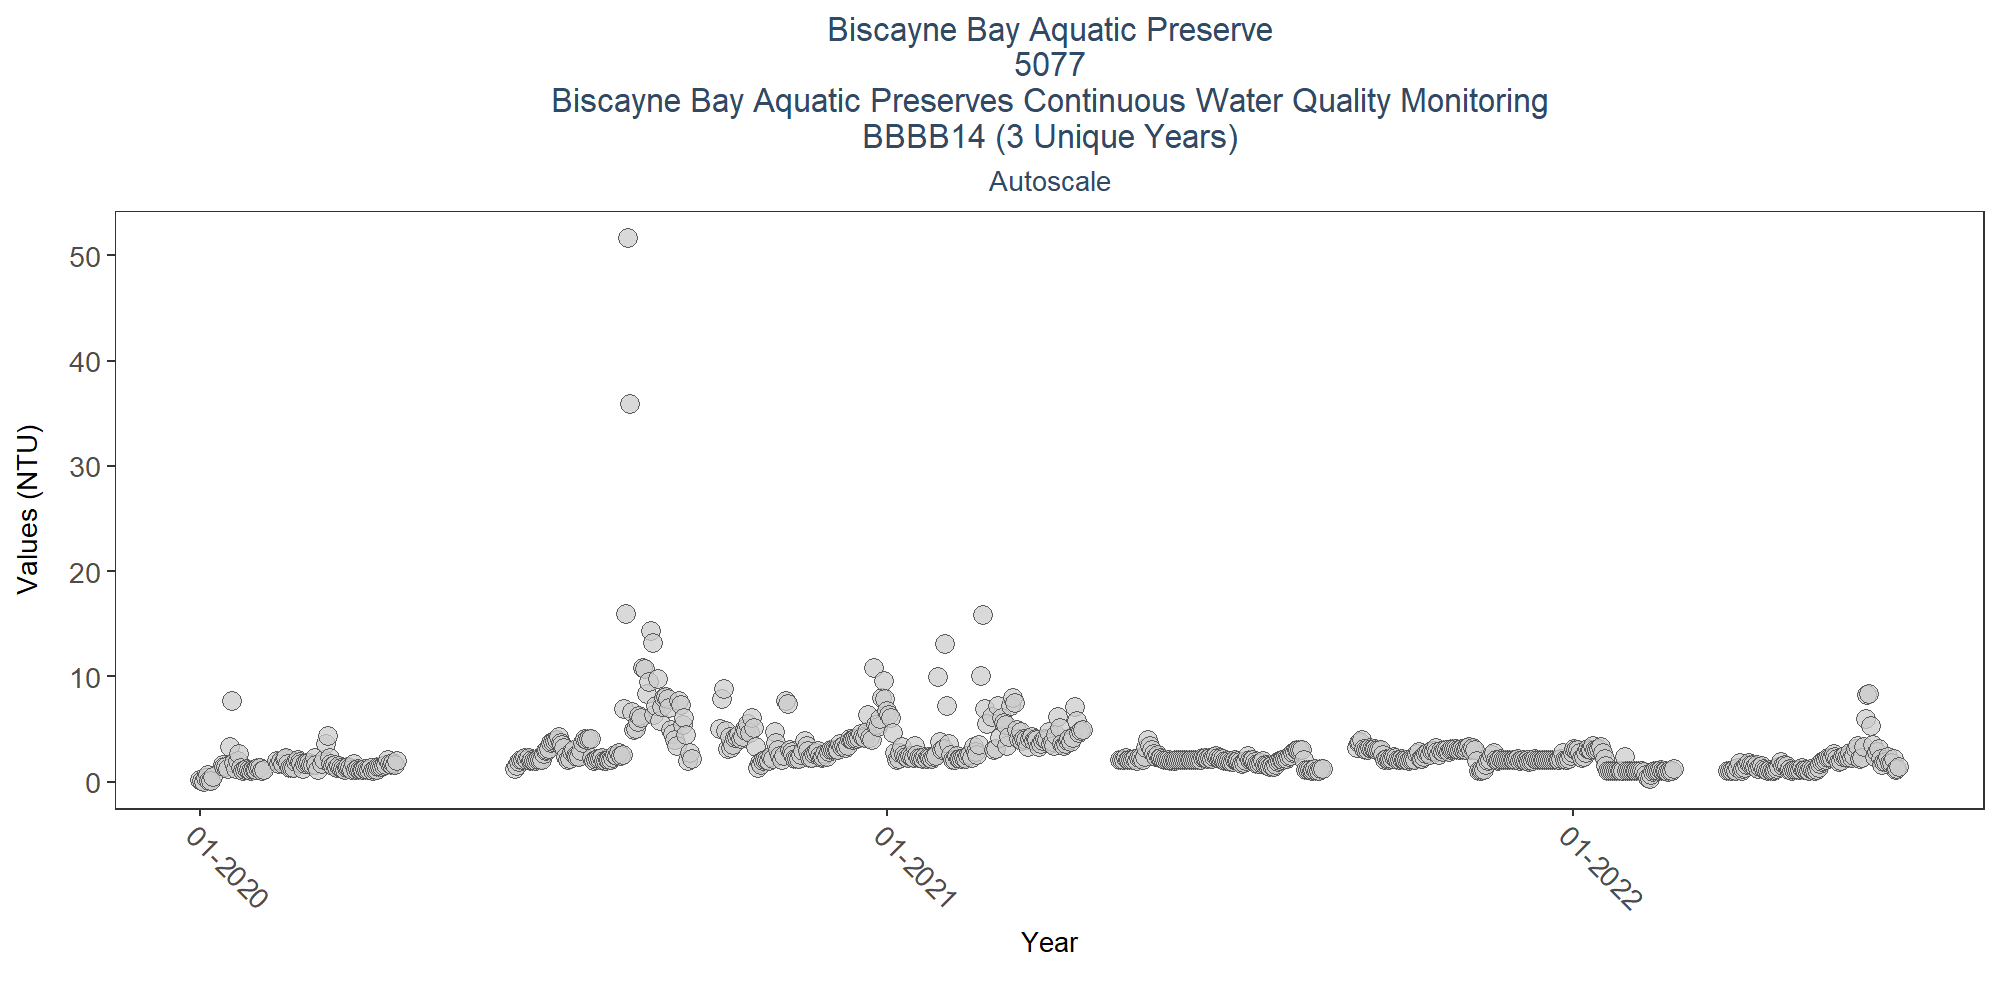 Biscayne Bay Aquatic Preserve
5077
Biscayne Bay Aquatic Preserves Continuous Water Quality Monitoring
BBBB14 (3 Unique Years)
Autoscale
Values (NTU)
50
40
30
20
10
0
01-2020
01-2021
01-2022
Year